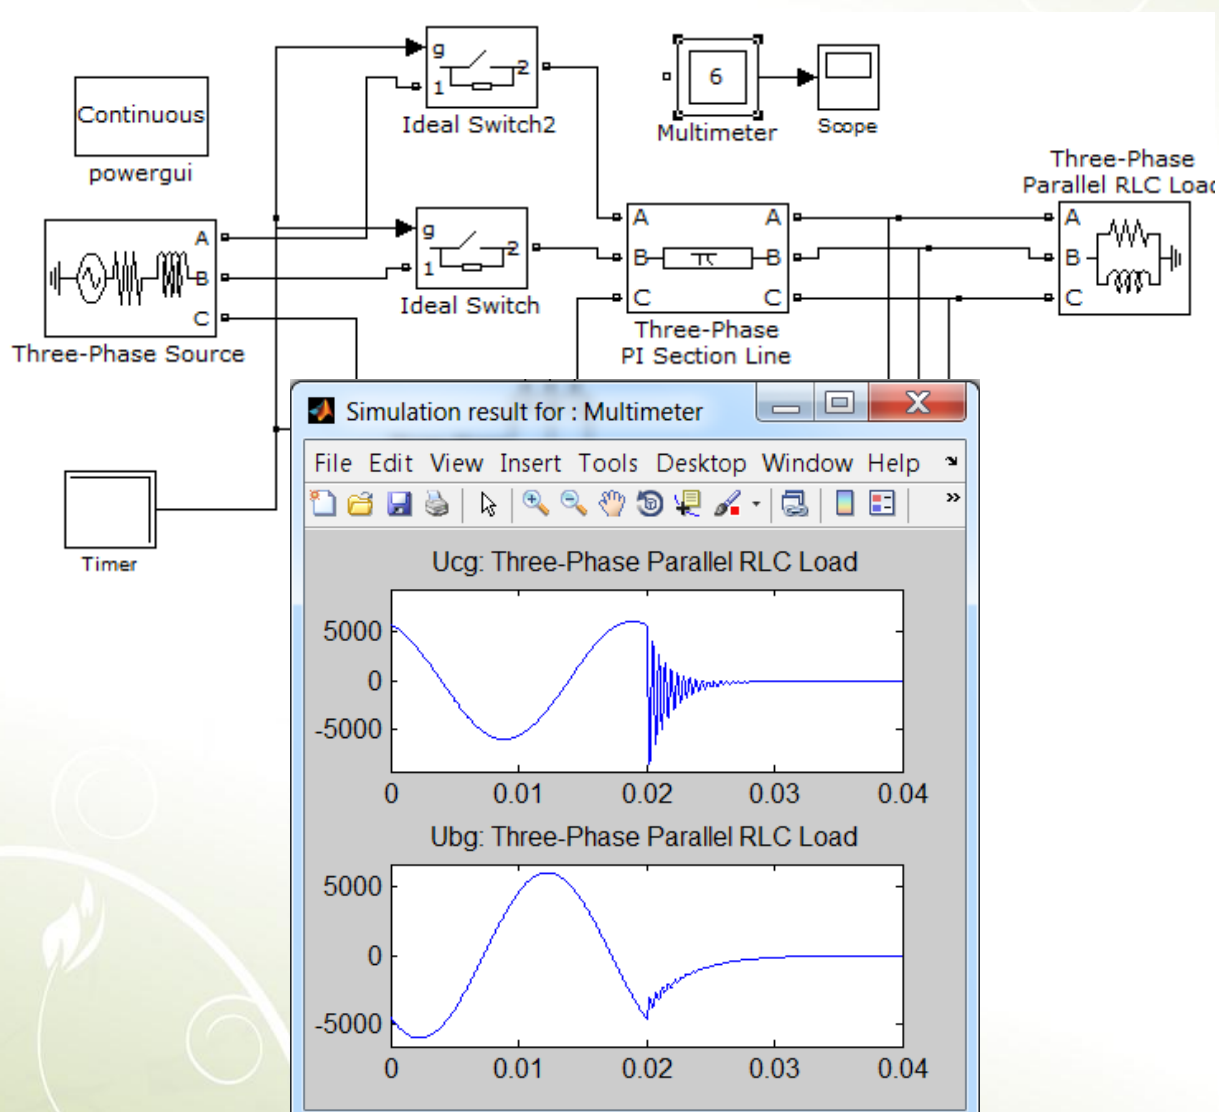 g
1
2
Ideal Switch2
6
Multimeter
Scope
Continuous
powergui
Three-Phase
Parallel RLC Load
A
B
C
Three-Phase Source
g
1
2
Ideal Switch
A
B
C
π
A
B
C
Three-Phase
PI Section Line
A
B
C
Timer
Simulation result for : Multimeter
File Edit View Insert Tools Desktop Window Help
Ucg: Three-Phase Parallel RLC Load
5000
0
-5000
0 0.01 0.02 0.03 0.04
Ubg: Three-Phase Parallel RLC Load
5000
0
-5000
0 0.01 0.02 0.03 0.04